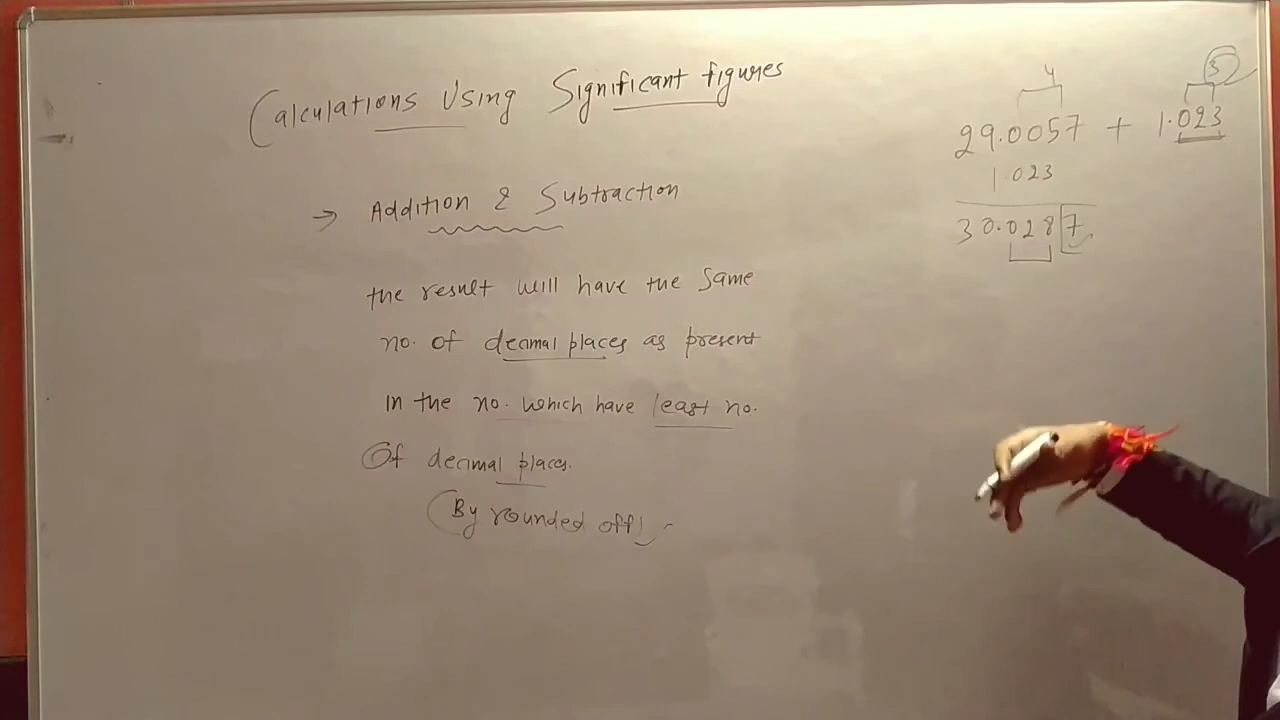 Calculations Using Significant figures
→ Addition & Subtraction
the result will have the same
no. of decimal places as present
in the no. which have least no.
Of decimal places.
(By rounded off)
4
3
29.0057 + 1.023
1.023
30.0287